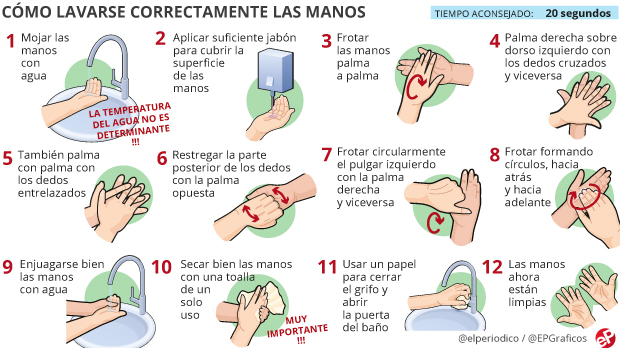 CÓMO LAVARSE CORRECTAMENTE LAS MANOS
TIEMPO ACONSEJADO: 20 segundos
1 Mojar las
manos
con
agua
LA TEMPERATURA
DEL AGUA NO ES
DETERMINANTE
!!!
2 Aplicar suficiente jabón
para cubrir la
superficie
de las
manos
3 Frotar
las manos
palma
a palma
4 Palma derecha sobre
dorso izquierdo con
los dedos cruzados
y viceversa
5 También palma
con palma con
los dedos
entrelazados
6 Restregar la parte
posterior de los dedos
con la palma
opuesta
7 Frotar circularmente
el pulgar izquierdo
con la palma
derecha
y viceversa
8 Frotar formando
círculos, hacia
atrás
y hacia
adelante
9 Enjuagarse bien
las manos
con agua
10 Secar bien las manos
con una toalla
de un
solo
uso
MUY
IMPORTANTE
!!!
11 Usar un papel
para cerrar
el grifo y
abrir
la puerta
del baño
12 Las manos
ahora
están
limpias
@elperiodico / @EPGraficos
eP